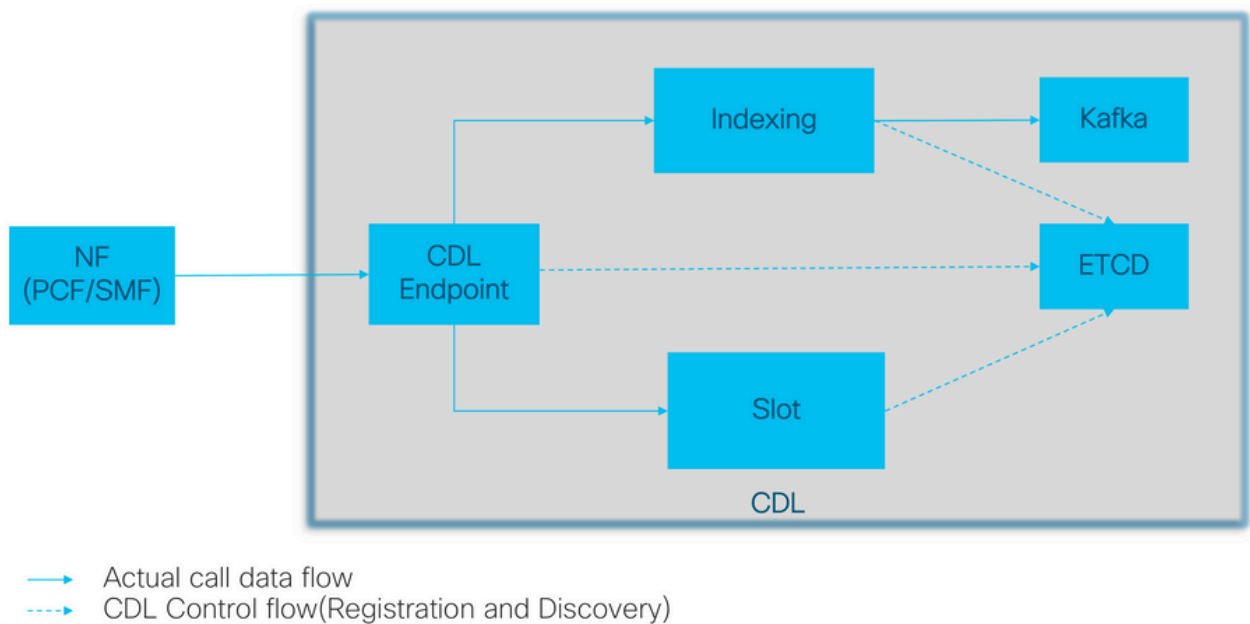 Indexing
Kafka
NF
(PCF/SMF)
CDL
Endpoint
ETCD
Slot
CDL
Actual call data flow
CDL Control flow(Registration and Discovery)